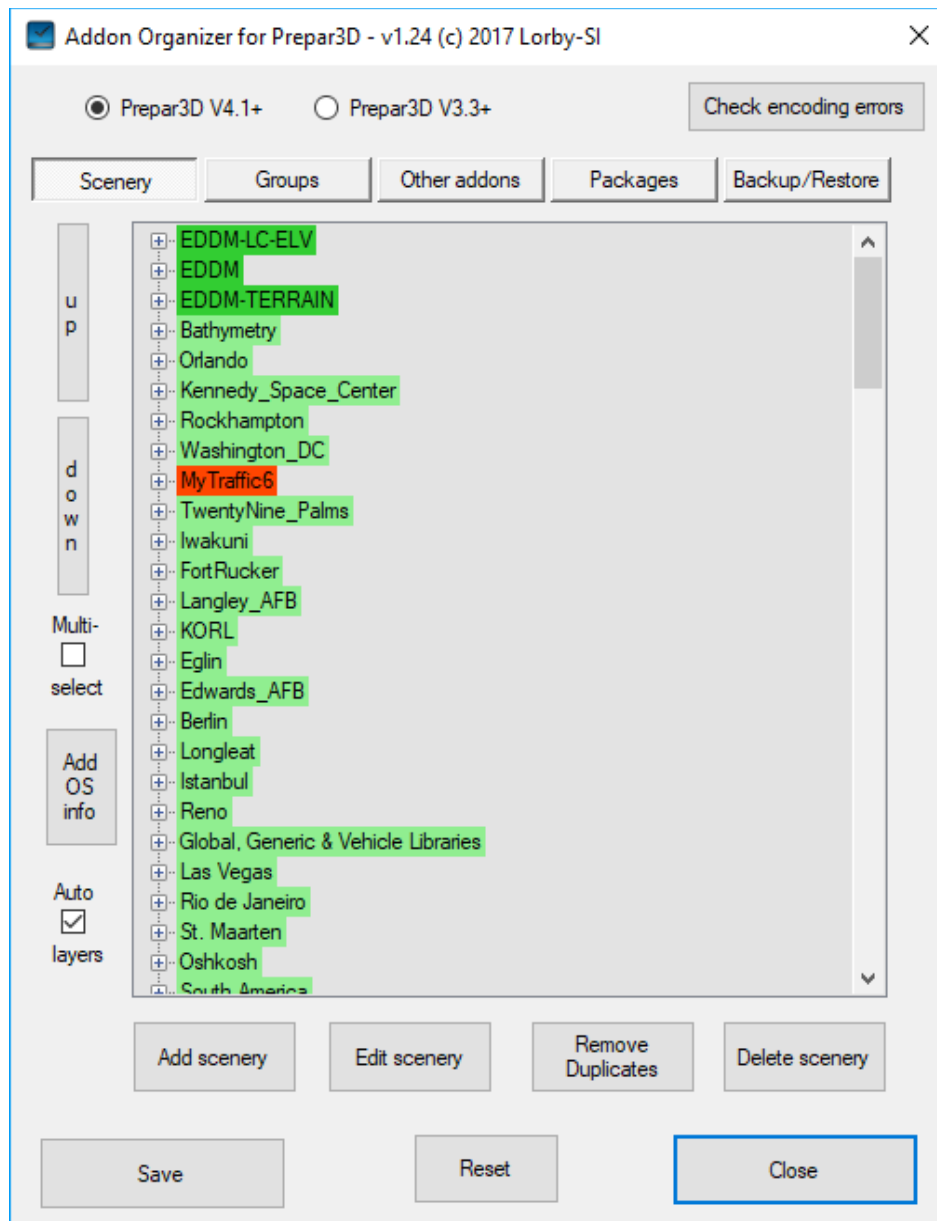 Addon Organizer for Prepar3D - v1.24 (c) 2017 Lorby-SI
Prepar3D V4.1+
Prepar3D V3.3+
Check encoding errors
Scenery
Groups
Other addons
Packages
Backup/Restore
up
down
Multi-
select
Add
OS
info
Auto
layers
EDDM-LC-ELV
EDDM
EDDM-TERRAIN
Bathymetry
Orlando
Kennedy_Space_Center
Rockhampton
Washington_DC
MyTraffic6
TwentyNine_Palms
Iwakuni
FortRucker
Langley_AFB
KORL
Eglin
Edwards_AFB
Berlin
Longleat
Istanbul
Reno
Global, Generic & Vehicle Libraries
Las Vegas
Rio de Janeiro
St. Maarten
Oshkosh
South America
Add scenery
Edit scenery
Remove
Duplicates
Delete scenery
Save
Reset
Close